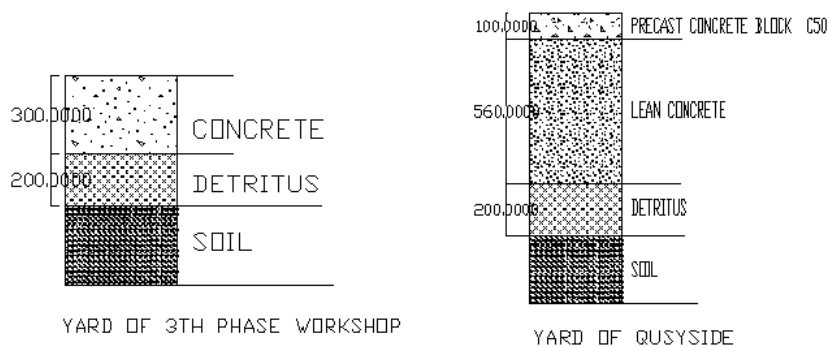 300.0000
CONCRETE
200.0000
DETRITUS
SOIL
YARD OF 3TH PHASE WORKSHOP
100.0000
PRECAST CONCRETE BLOCK C50
560.0000
LEAN CONCRETE
200.0000
DETRITUS
SOIL
YARD OF QUSYSIDE